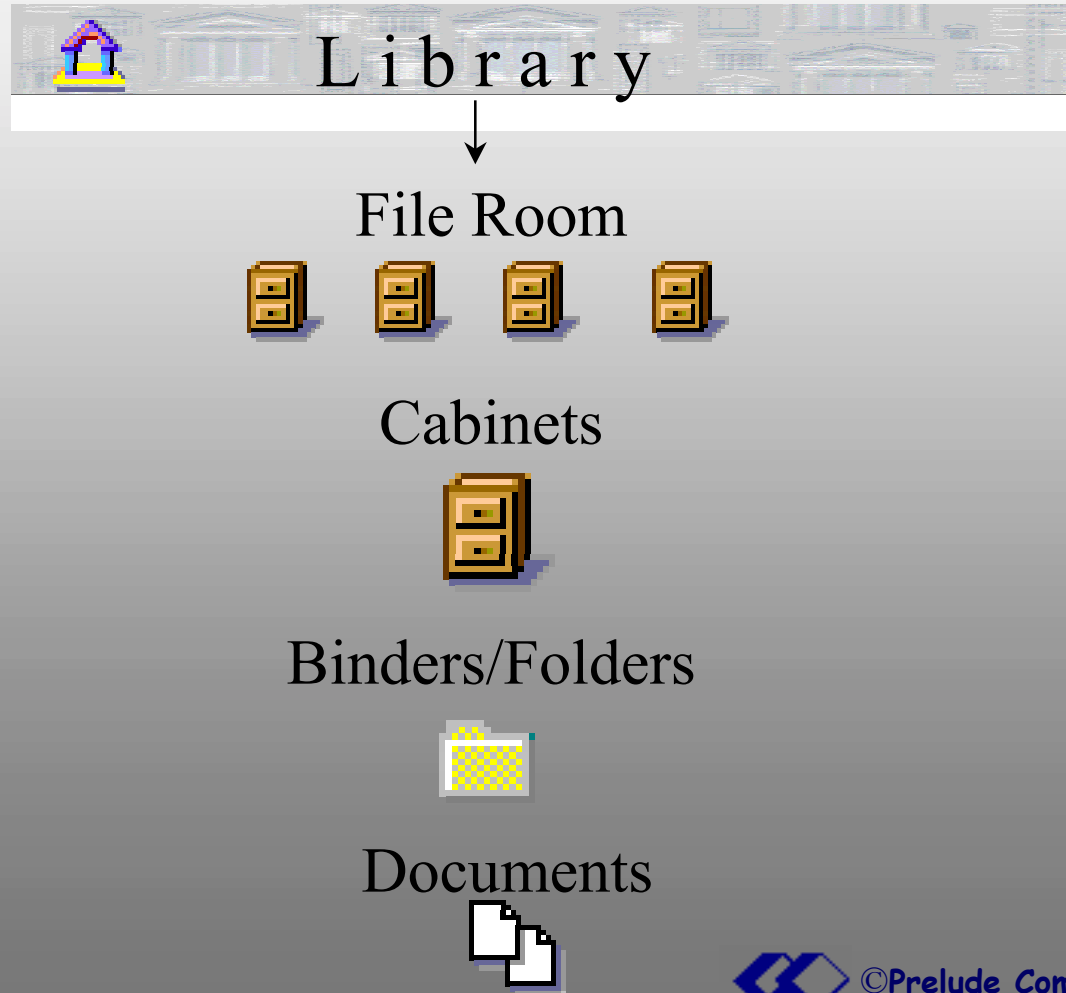 Library
File Room
Cabinets
Binders/Folders
Documents
©Prelude